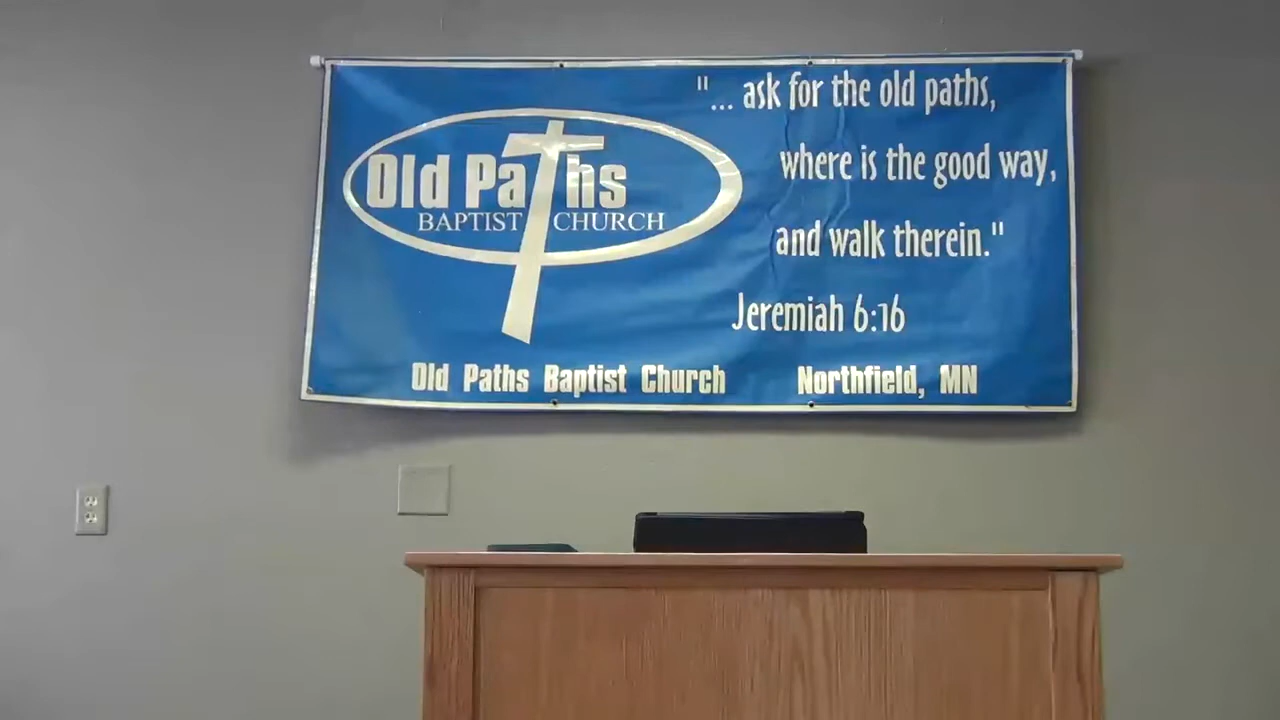 Old Paths
BAPTIST CHURCH
"... ask for the old paths,
where is the good way,
and walk therein."
Jeremiah 6:16
Old Paths Baptist Church Northfield, MN